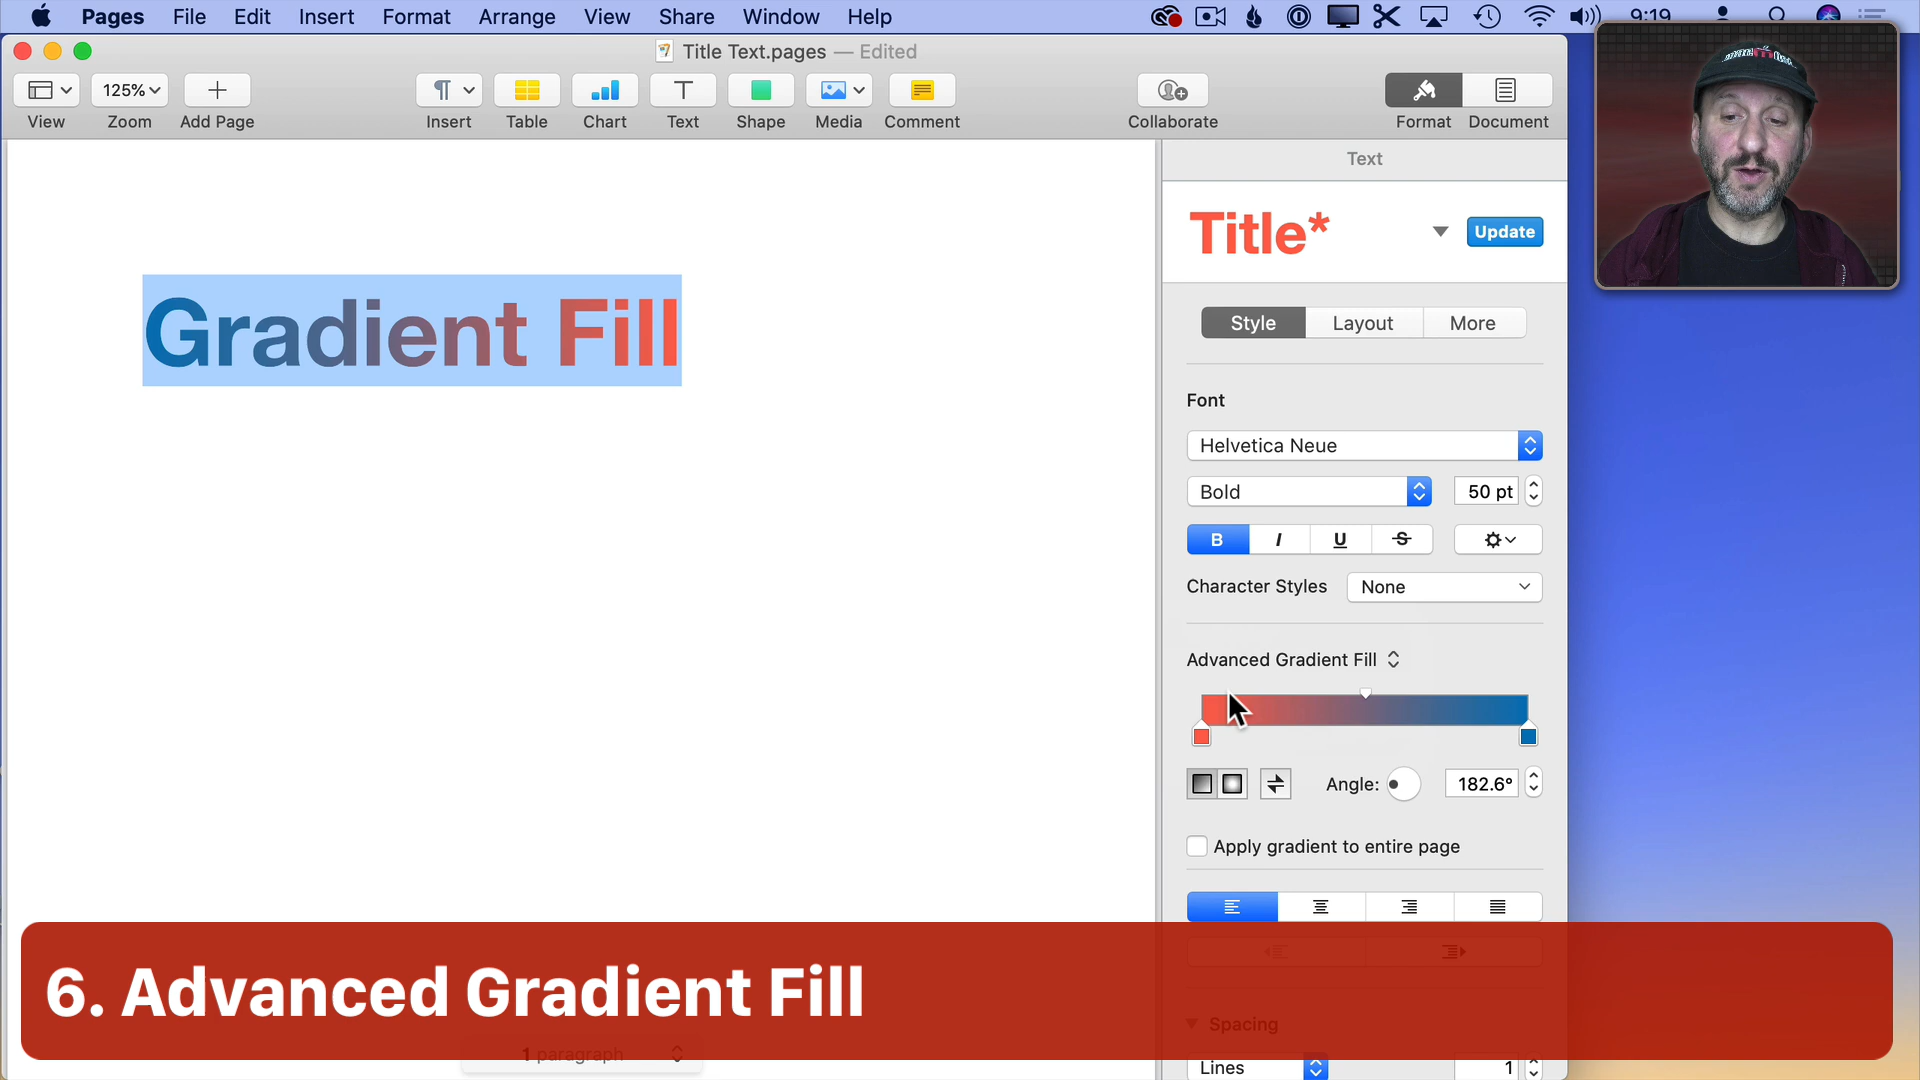 Pages File Edit Insert Format Arrange View Share Window Help 9:19
Title Text.pages — Edited
125%
View Zoom Add Page Insert Table Chart Text Shape Media Comment Collaborate Format Document
Text
Title* Update
Gradient Fill
Style Layout More
Font
Helvetica Neue
Bold 50 pt
B I U S
Character Styles None
Advanced Gradient Fill
Angle: 182.6°
Apply gradient to entire page
6. Advanced Gradient Fill
Spacing
1 paragraph
Lines 1